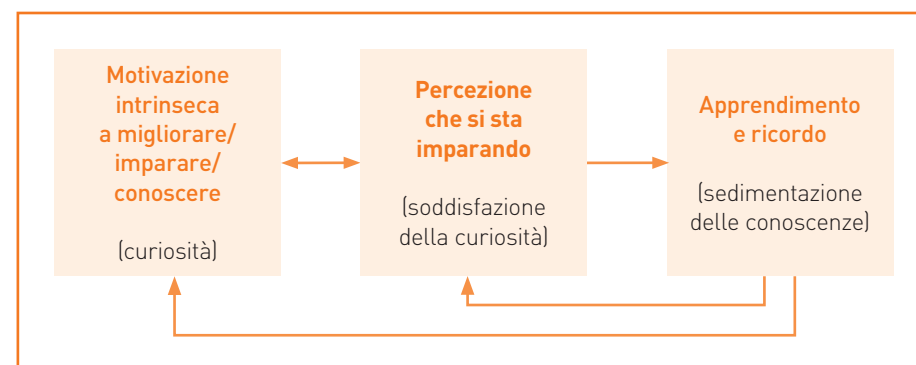 Motivazione
intrinseca
a migliorare/
imparare/
conoscere
(curiosità)
Percezione
che si sta
imparando
(soddisfazione
della curiosità)
Apprendimento
e ricordo
(sedimentazione
delle conoscenze)